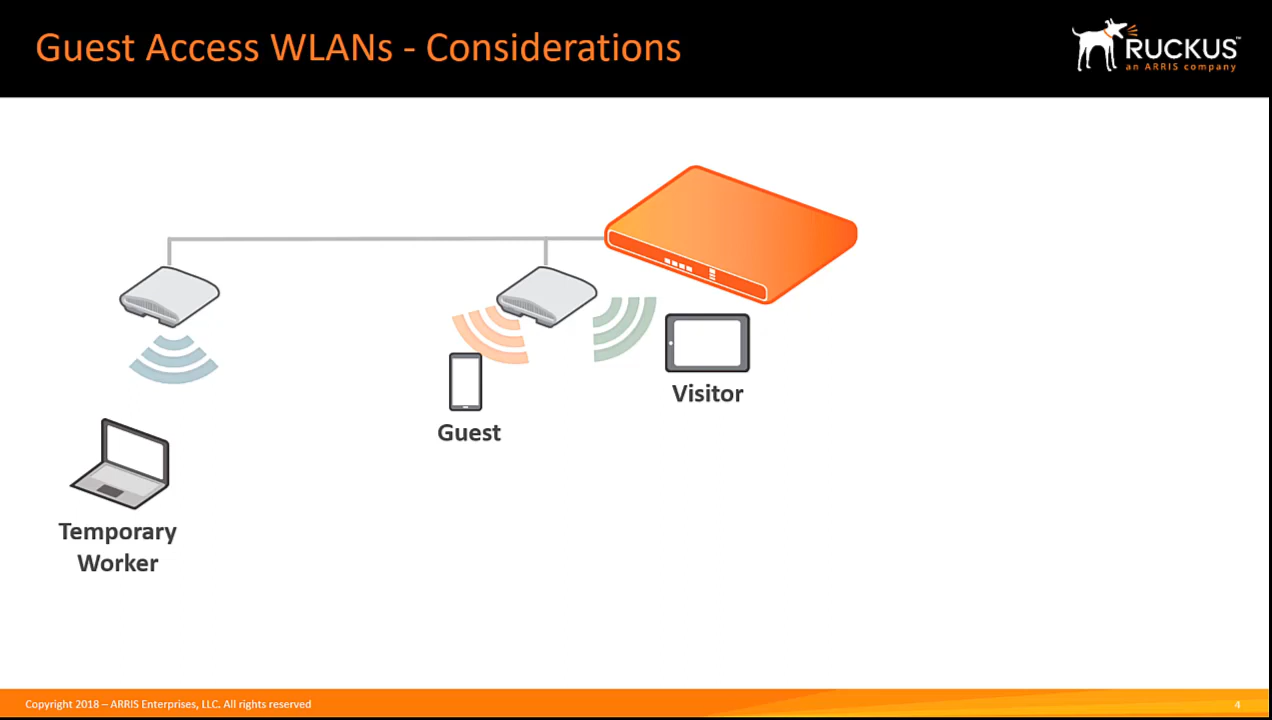 Guest Access WLANs - Considerations
RUCKUS™
an ARRIS company
Visitor
Guest
Temporary
Worker
Copyright 2018 – ARRIS Enterprises, LLC. All rights reserved
4